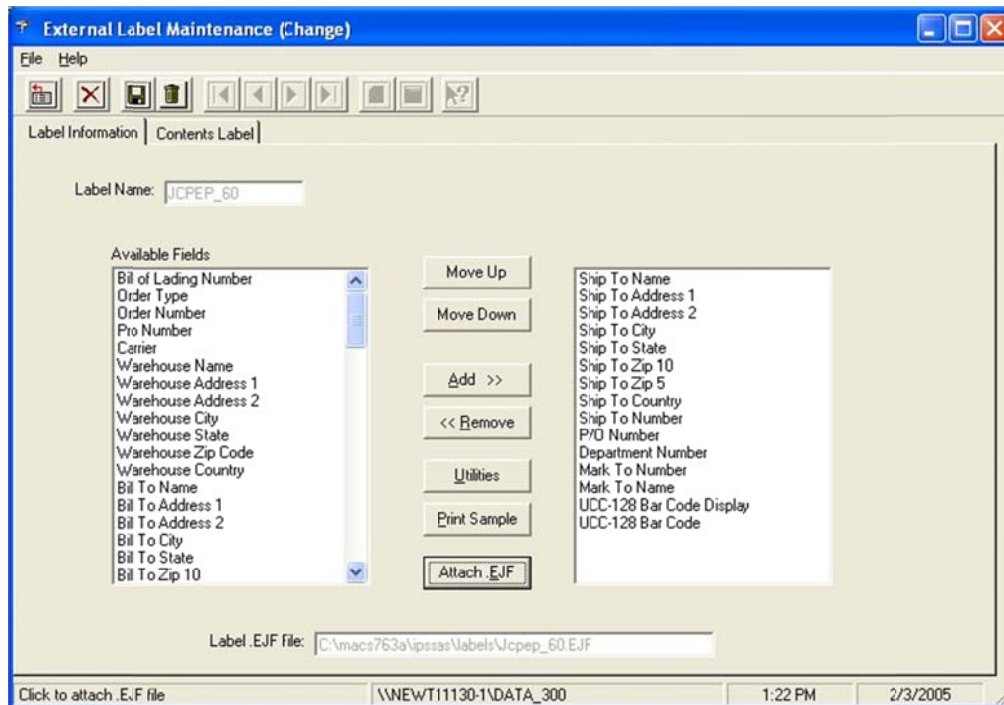 External Label Maintenance (Change)
File Help
Label Information Contents Label
Label Name: JCPEP_60
Available Fields
Bill of Lading Number
Order Type
Order Number
Pro Number
Carrier
Warehouse Name
Warehouse Address 1
Warehouse Address 2
Warehouse City
Warehouse State
Warehouse Zip Code
Warehouse Country
Bill To Name
Bill To Address 1
Bill To Address 2
Bill To City
Bill To State
Bill To Zip 10
Move Up
Move Down
Add >>
<< Remove
Utilities
Print Sample
Attach .EJF
Ship To Name
Ship To Address 1
Ship To Address 2
Ship To City
Ship To State
Ship To Zip 10
Ship To Zip 5
Ship To Country
Ship To Number
P/O Number
Department Number
Mark To Number
Mark To Name
UCC-128 Bar Code Display
UCC-128 Bar Code
Label .EJF file: C:\macs763a\ipssas\labels\Jcpep_60.EJF
Click to attach .EJF file \\NEWTI1130-1\DATA_300 1:22 PM 2/3/2005